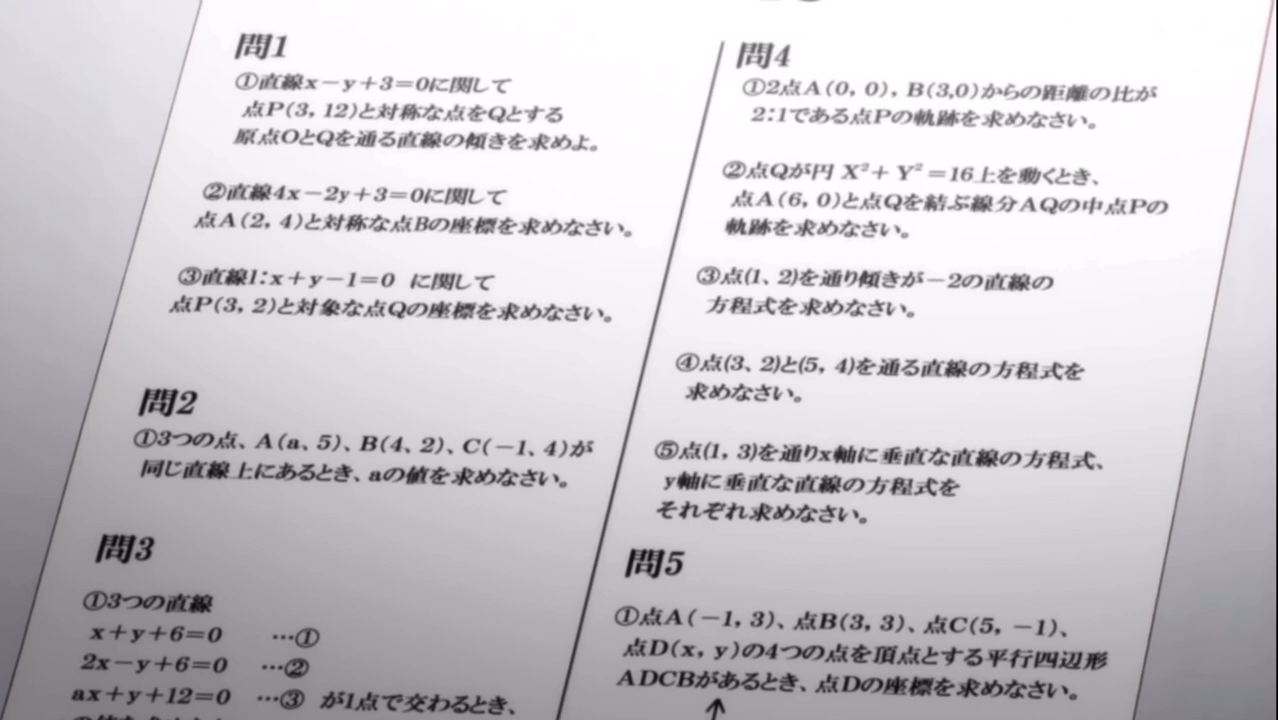 問1
①直線x－y＋3＝0に関して
点P(3, 12)と対称な点をQとする
原点OとQを通る直線の傾きを求めよ。
②直線4x－2y＋3＝0に関して
点A(2, 4)と対称な点Bの座標を求めなさい。
③直線l:x＋y－1＝0 に関して
点P(3, 2)と対象な点Qの座標を求めなさい。
問2
①3つの点、A(a、5)、B(4、2)、C(－1、4)が
同じ直線上にあるとき、aの値を求めなさい。
問3
①3つの直線
x＋y＋6＝0 …①
2x－y＋6＝0 …②
ax＋y＋12＝0 …③ が1点で交わるとき、
問4
①2点A(0, 0), B(3,0)からの距離の比が
2:1である点Pの軌跡を求めなさい。
②点Qが円 X²＋Y²＝16上を動くとき、
点A(6, 0)と点Qを結ぶ線分AQの中点Pの
軌跡を求めなさい。
③点(1、2)を通り傾きが－2の直線の
方程式を求めなさい。
④点(3、2)と(5, 4)を通る直線の方程式を
求めなさい。
⑤点(1, 3)を通りx軸に垂直な直線の方程式、
y軸に垂直な直線の方程式を
それぞれ求めなさい。
問5
①点A(－1, 3)、点B(3, 3)、点C(5, －1)、
点D(x, y)の4つの点を頂点とする平行四辺形
ADCBがあるとき、点Dの座標を求めなさい。